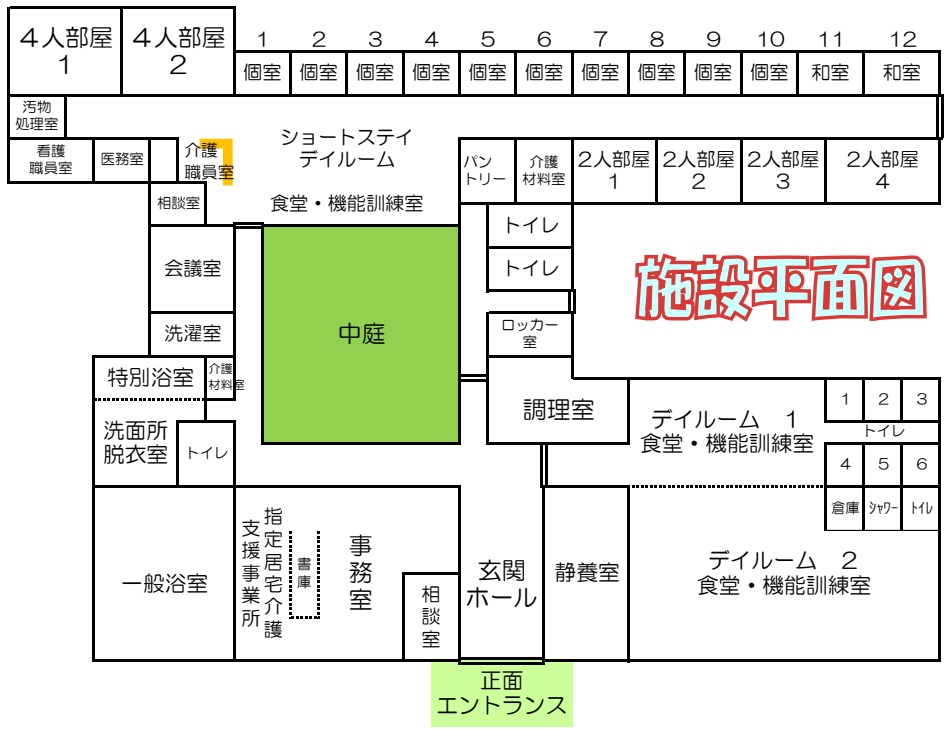 4人部屋
1
4人部屋
2
1
2
3
4
5
6
7
8
9
10
11
12
個室
個室
個室
個室
個室
個室
個室
個室
個室
個室
和室
和室
汚物
処理室
看護
職員室
医務室
介護
職員室
ショートステイ
デイルーム
食堂・機能訓練室
パン
トリー
介護
材料室
2人部屋
1
2人部屋
2
2人部屋
3
2人部屋
4
相談室
トイレ
会議室
トイレ
施設平面図
洗濯室
中庭
ロッカー
室
特別浴室
介護
材料室
調理室
デイルーム 1
食堂・機能訓練室
1
2
3
トイレ
4
5
6
洗面所
脱衣室
トイレ
倉庫
シャワー
トイレ
一般浴室
指定居宅介護
支援事業所
書庫
事務室
相談室
玄関
ホール
静養室
デイルーム 2
食堂・機能訓練室
正面
エントランス